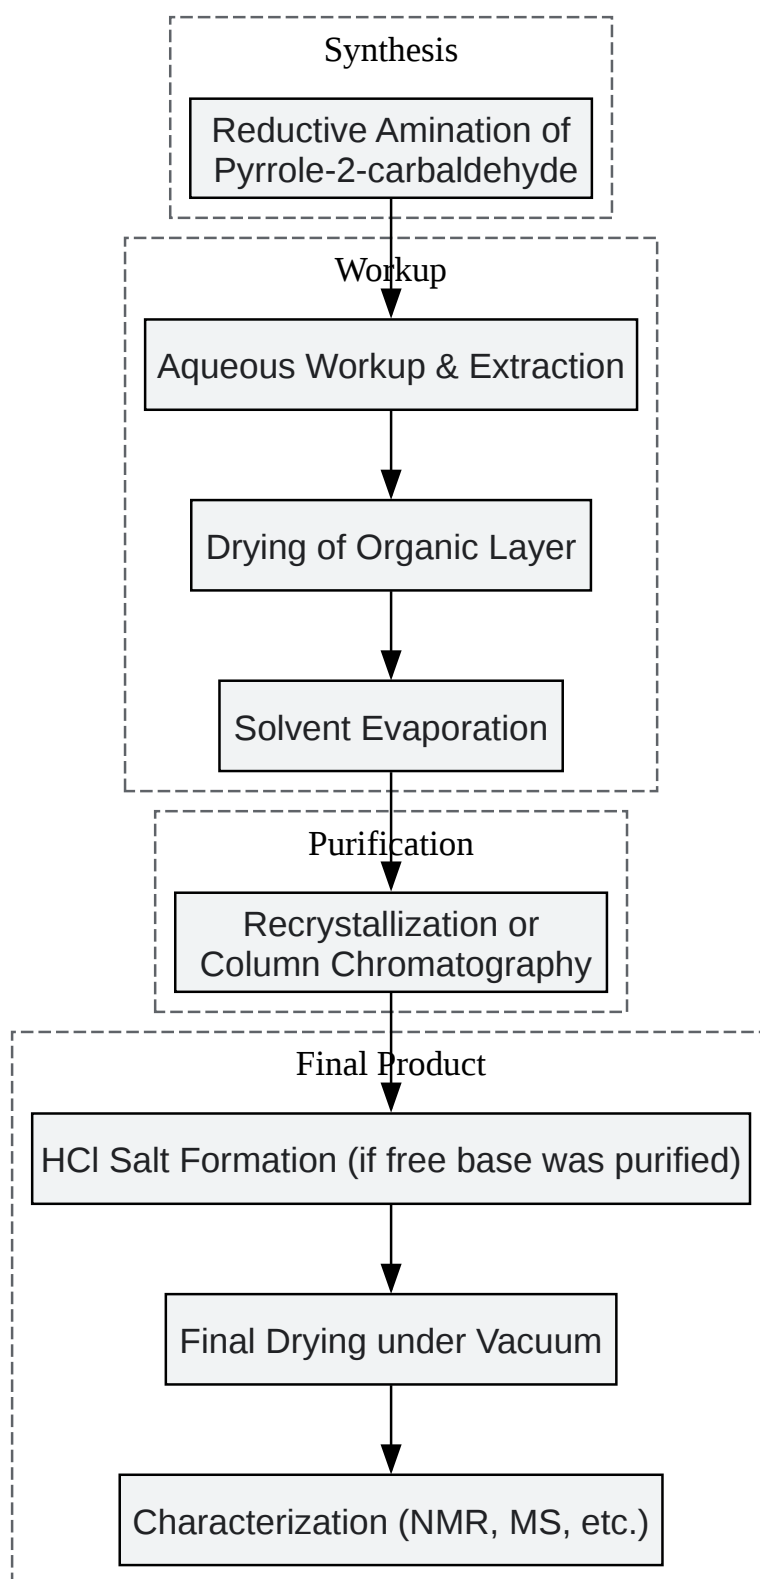 Synthesis
Reductive Amination of
Pyrrole-2-carbaldehyde
Workup
Aqueous Workup & Extraction
Drying of Organic Layer
Solvent Evaporation
Purification
Recrystallization or
Column Chromatography
Final Product
HCl Salt Formation (if free base was purified)
Final Drying under Vacuum
Characterization (NMR, MS, etc.)